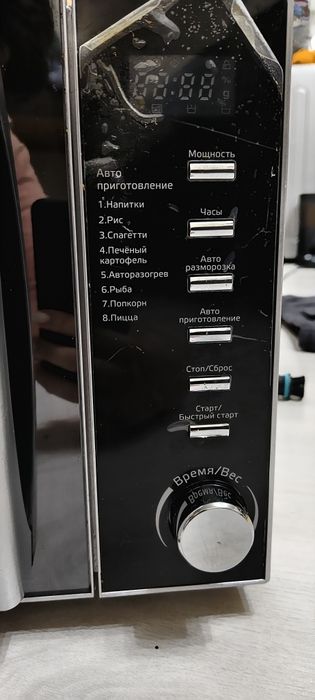 Мощность
Авто
приготовление
1.Напитки
2.Рис
3.Спагетти
4.Печёный
картофель
5.Авторазогрев
6.Рыба
7.Попкорн
8.Пицца
Часы
Авто
разморозка
Авто
приготовление
Стоп/Сброс
Старт/
Быстрый старт
Время/Вес